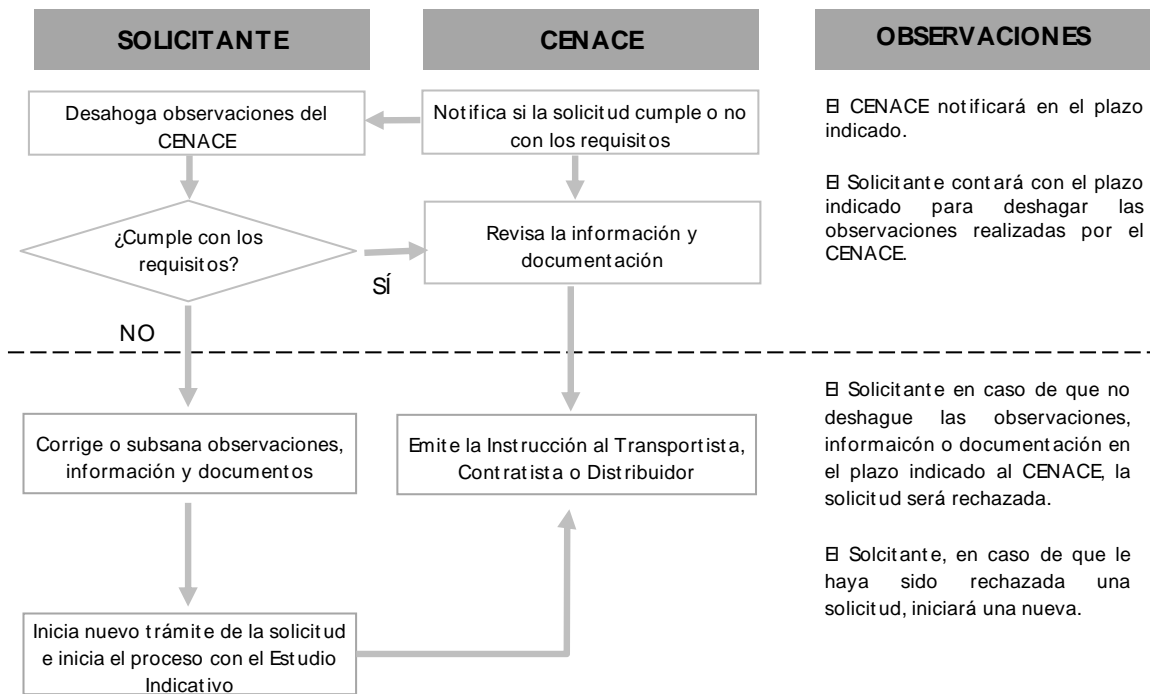 SOLICITANTE
CENACE
OBSERVACIONES
Desahoga observaciones del
CENACE
Notifica si la solicitud cumple o no
con los requisitos
El CENACE notificará en el plazo
indicado.
El Solicitante contará con el plazo
indicado para deshagar las
observaciones realizadas por el
CENACE.
¿Cumple con los
requisitos?
Revisa la información y
documentación
SÍ
NO
Corrige o subsana observaciones,
información y documentos
Emite la Instrucción al Transportista,
Contratista o Distribuidor
El Solicitante en caso de que no
deshague las observaciones,
informaicón o documentación en
el plazo indicado al CENACE, la
solicitud será rechazada.
El Solcitante, en caso de que le
haya sido rechazada una
solicitud, iniciará una nueva.
Inicia nuevo trámite de la solicitud
e inicia el proceso con el Estudio
Indicativo